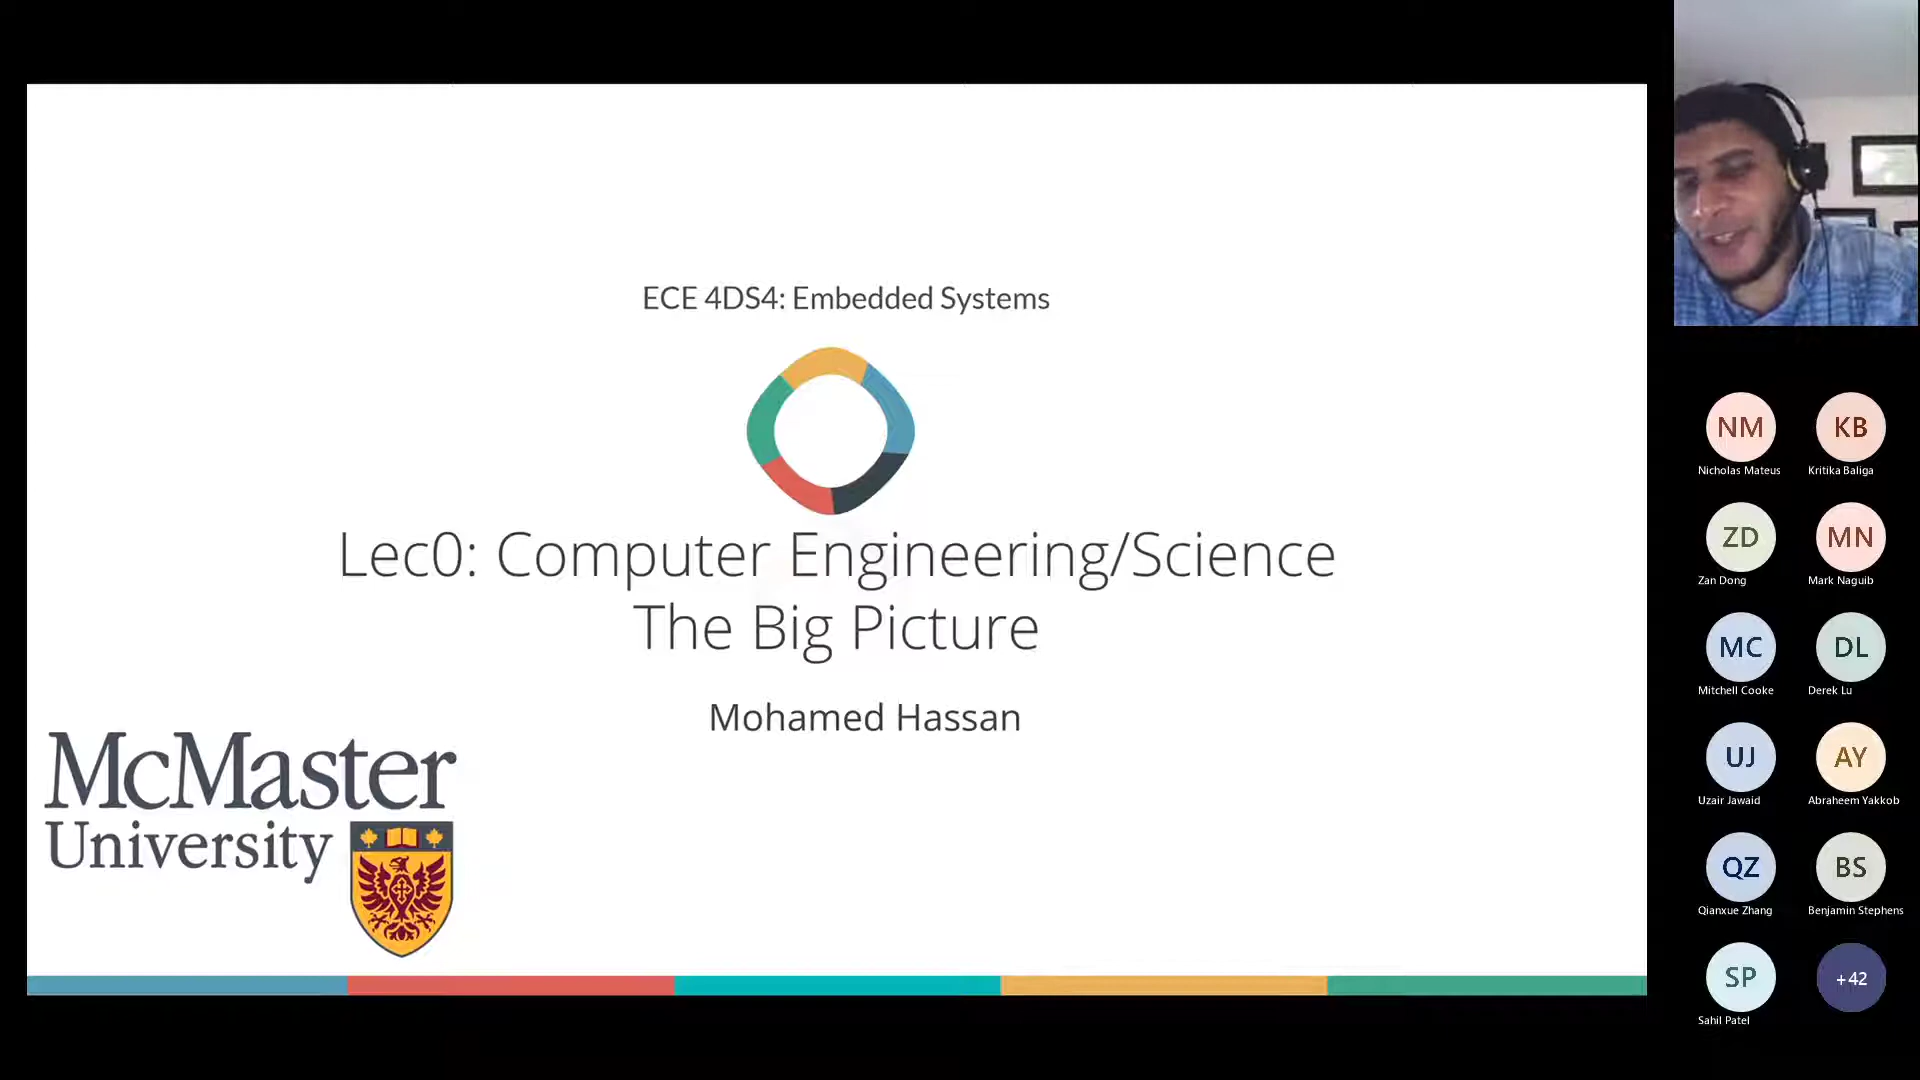 ECE 4DS4: Embedded Systems
Lec0: Computer Engineering/Science
The Big Picture
Mohamed Hassan
McMaster
University
NM
KB
Nicholas Mateus
Kritika Baliga
ZD
MN
Zan Dong
Mark Naguib
MC
DL
Mitchell Cooke
Derek Lu
UJ
AY
Uzair Jawaid
Abraheem Yakkob
QZ
BS
Qianxue Zhang
Benjamin Stephens
SP
+42
Sahil Patel